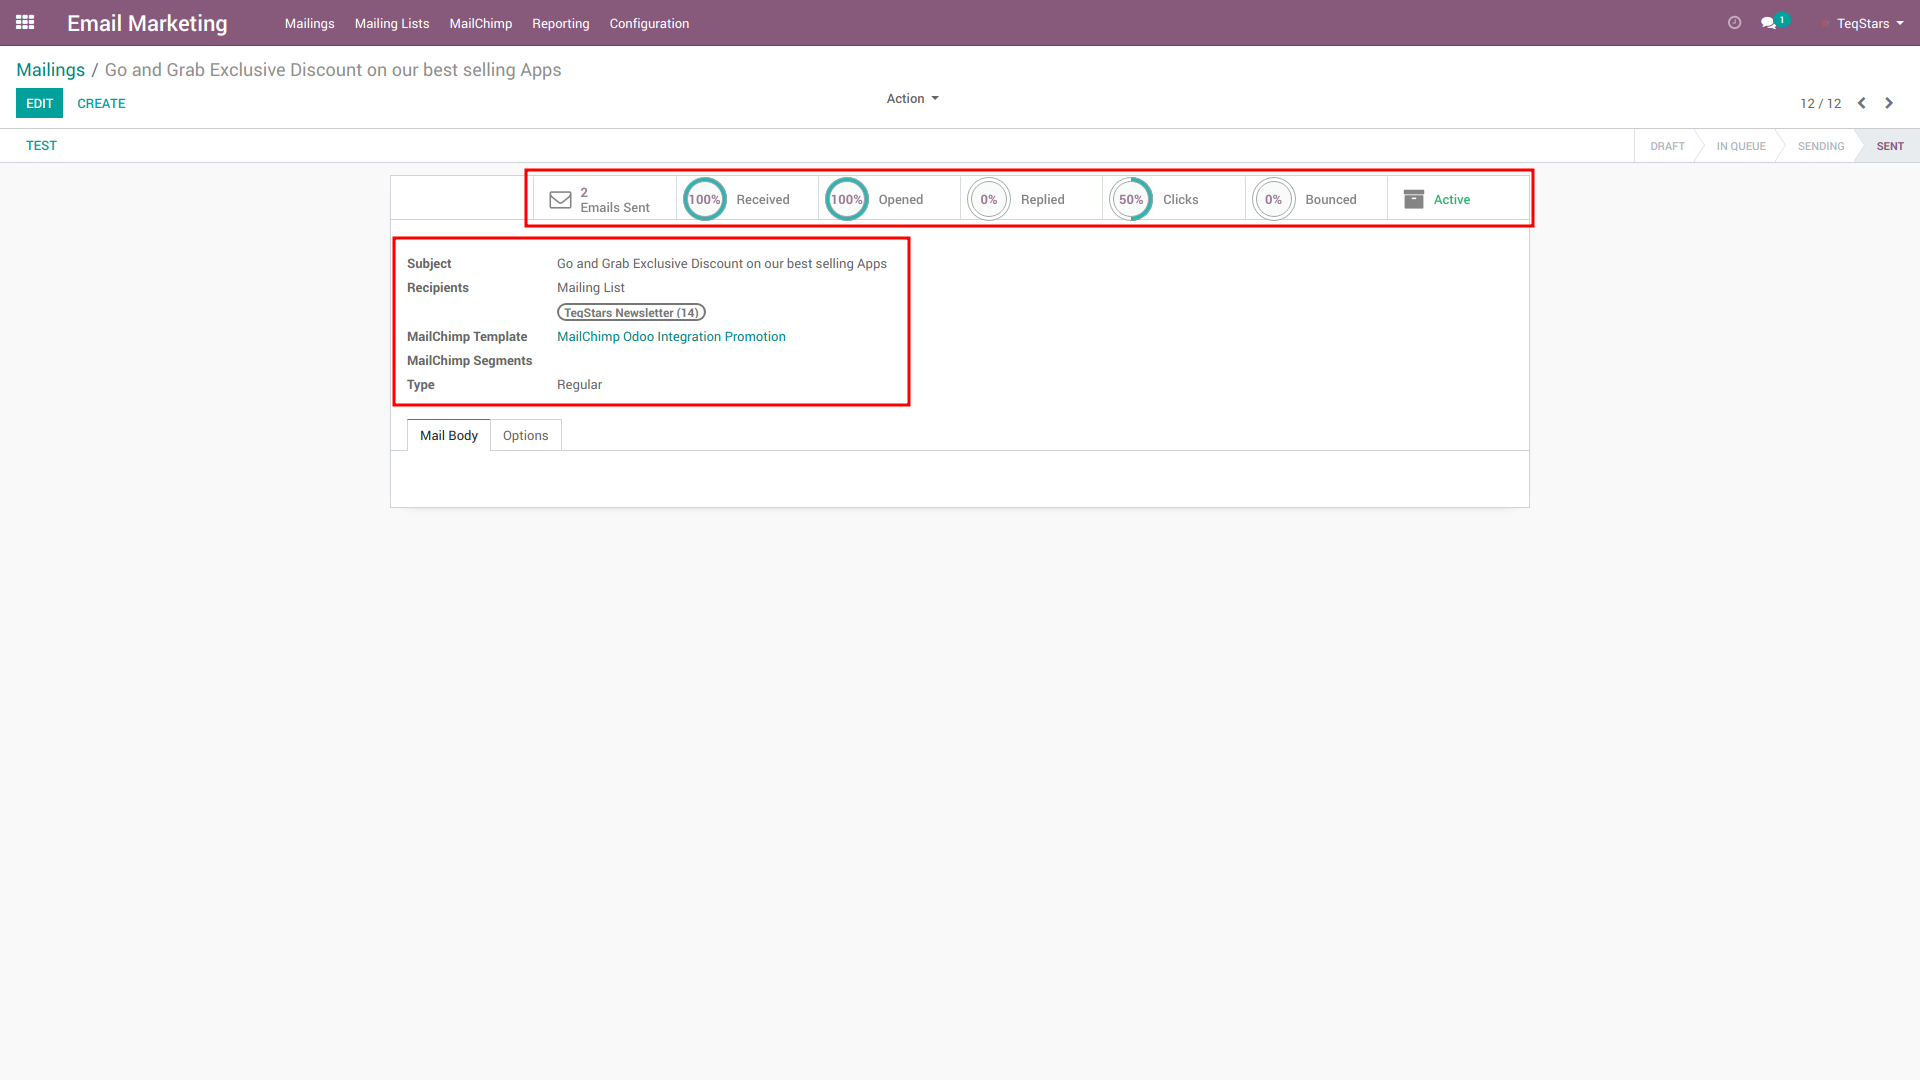 Email Marketing Mailings Mailing Lists MailChimp Reporting Configuration 1 TeqStars
Mailings / Go and Grab Exclusive Discount on our best selling Apps
EDIT CREATE Action 12 / 12
TEST DRAFT IN QUEUE SENDING SENT
2
Emails Sent
100% Received 100% Opened 0% Replied 50% Clicks 0% Bounced Active
Subject Go and Grab Exclusive Discount on our best selling Apps
Recipients Mailing List
TeqStars Newsletter (14)
MailChimp Template MailChimp Odoo Integration Promotion
MailChimp Segments
Type Regular
Mail Body Options